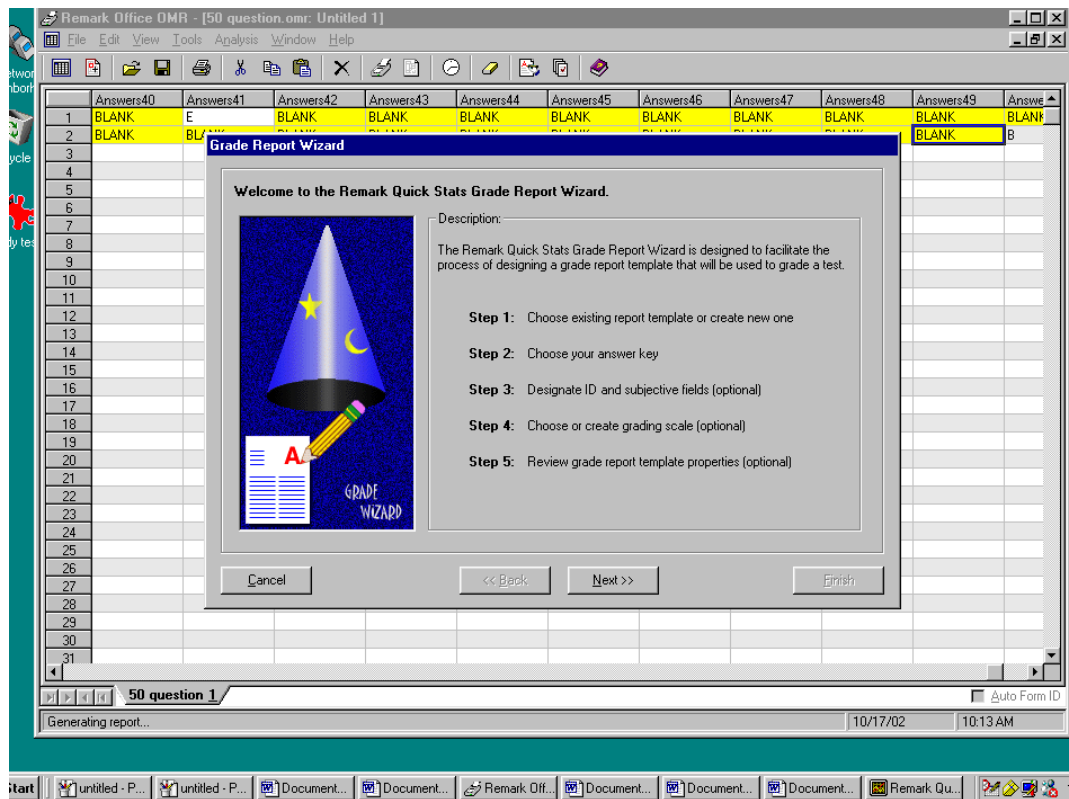 Remark Office OMR - [50 question.omr: Untitled 1]
File Edit View Tools Analysis Window Help
Answers40 Answers41 Answers42 Answers43 Answers44 Answers45 Answers46 Answers47 Answers48 Answers49 Answe
1 BLANK E BLANK BLANK BLANK BLANK BLANK BLANK BLANK BLANK BLANK
2 BLANK BLANK BLANK BLANK BLANK BLANK BLANK BLANK BLANK BLANK B
3
4
5
6
7
8
9
10
11
12
13
14
15
16
17
18
19
20
21
22
23
24
25
26
27
28
29
30
31
Grade Report Wizard
Welcome to the Remark Quick Stats Grade Report Wizard.
Description:
The Remark Quick Stats Grade Report Wizard is designed to facilitate the
process of designing a grade report template that will be used to grade a test.
Step 1: Choose existing report template or create new one
Step 2: Choose your answer key
Step 3: Designate ID and subjective fields (optional)
Step 4: Choose or create grading scale (optional)
Step 5: Review grade report template properties (optional)
A
GRADE
WIZARD
Cancel << Back Next >> Finish
50 question 1
Auto Form ID
Generating report... 10/17/02 10:13 AM
Start untitled - P... untitled - P... Document... Document... Remark Off... Document... Document... Document... Remark Qu...